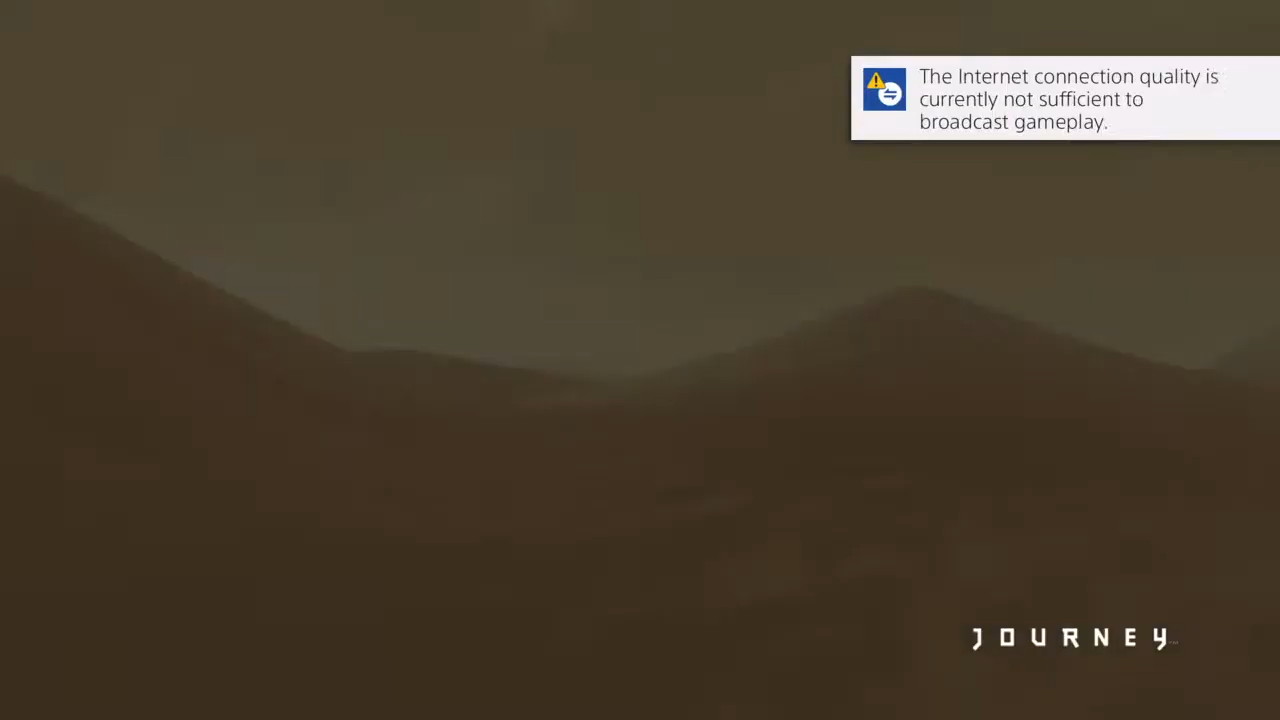 The Internet connection quality is
currently not sufficient to
broadcast gameplay.
JOURNEY